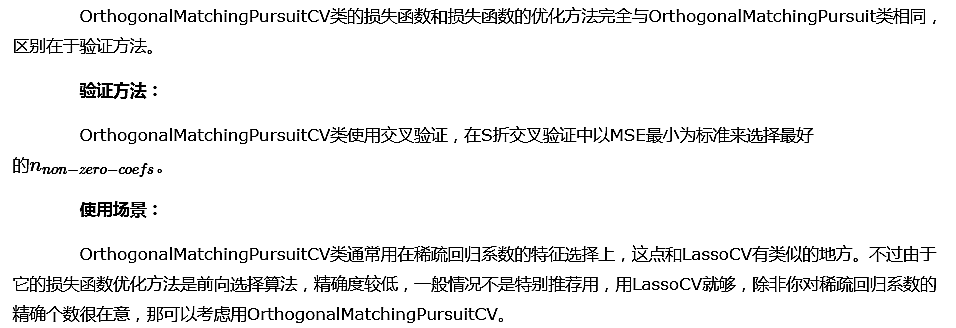 OrthogonalMatchingPursuitCV类的损失函数和损失函数的优化方法完全与OrthogonalMatchingPursuit类相同，
区别在于验证方法。
验证方法：
OrthogonalMatchingPursuitCV类使用交叉验证，在S折交叉验证中以MSE最小为标准来选择最好
的n_{non−zero−coefs}。
使用场景：
OrthogonalMatchingPursuitCV类通常用在稀疏回归系数的特征选择上，这点和LassoCV有类似的地方。不过由于
它的损失函数优化方法是前向选择算法，精确度较低，一般情况不是特别推荐用，用LassoCV就够，除非你对稀疏回归系数的
精确个数很在意，那可以考虑用OrthogonalMatchingPursuitCV。